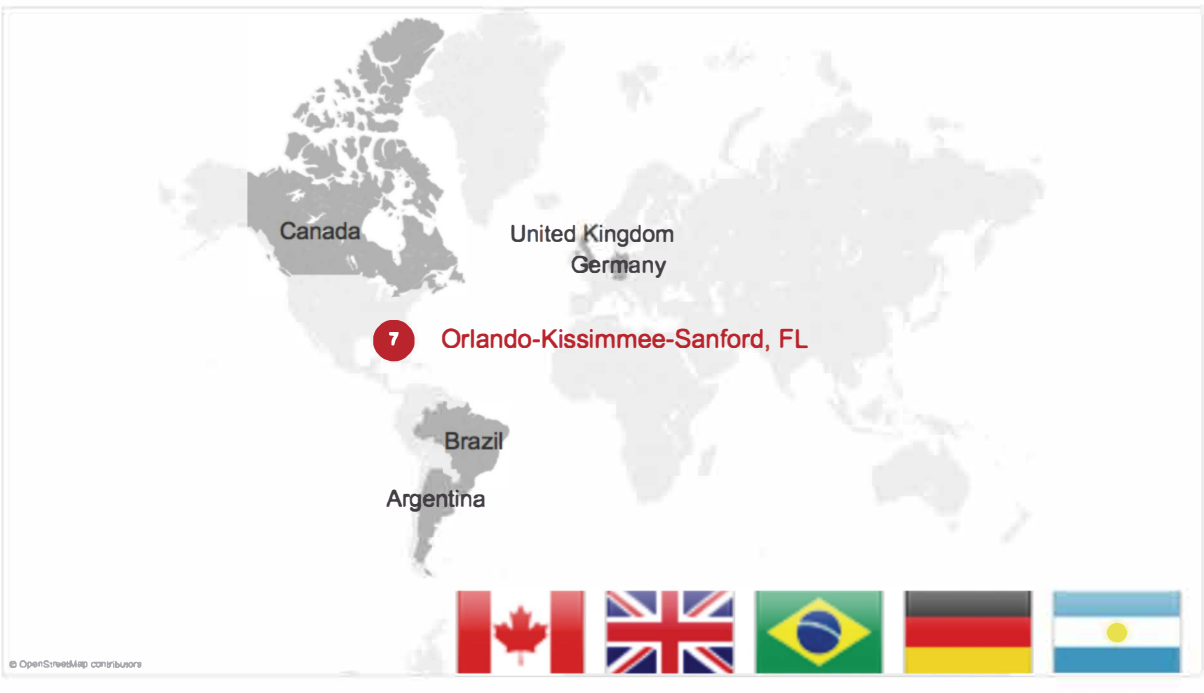 Canada
United Kingdom
Germany
7 Orlando-Kissimmee-Sanford, FL
Brazil
Argentina
© OpenStreetMap contributors